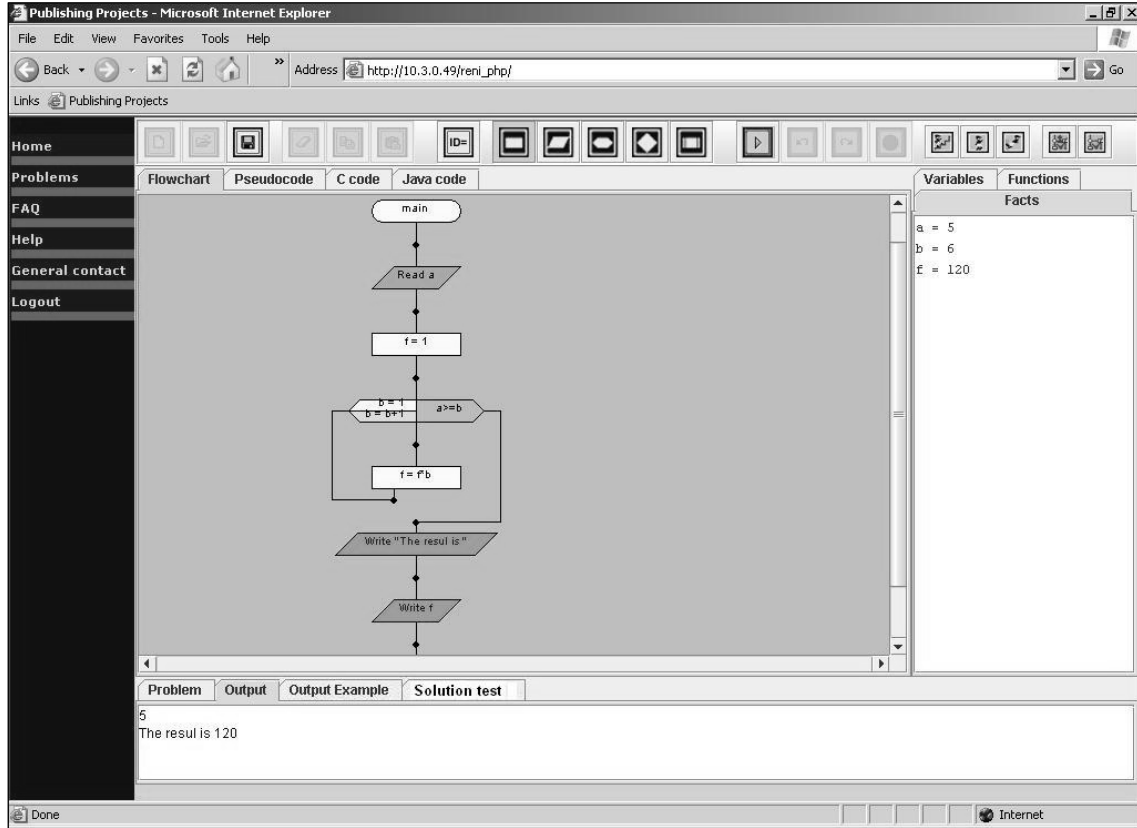 Publishing Projects - Microsoft Internet Explorer
File Edit View Favorites Tools Help
Back » Address http://10.3.0.49/reni_php/ Go
Links Publishing Projects
Home
Problems
FAQ
Help
General contact
Logout
ID=
Flowchart Pseudocode C code Java code
main
Read a
f = 1
b = 1
b = b+1
a>=b
f = f*b
Write "The resul is "
Write f
Variables Functions
Facts
a = 5
b = 6
f = 120
Problem Output Output Example Solution test
5
The resul is 120
Done Internet